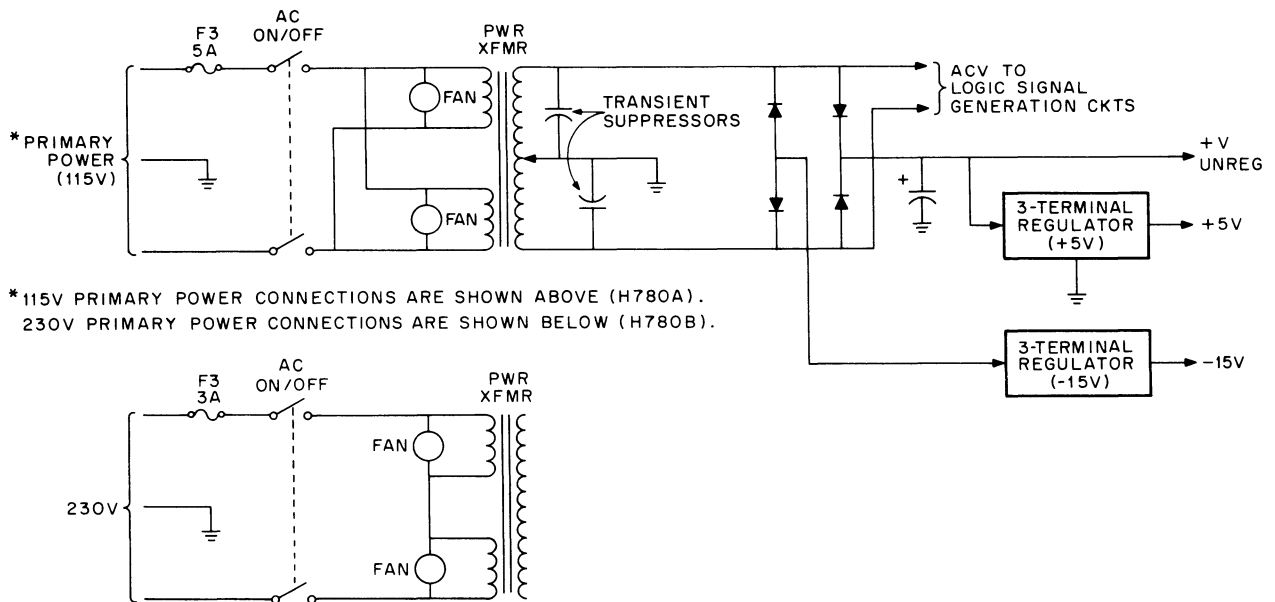 F3
5A
AC
ON/OFF
PWR
XFMR
FAN
TRANSIENT
SUPPRESSORS
ACV TO
LOGIC SIGNAL
GENERATION CKTS
*PRIMARY
POWER
(115V)
+V
UNREG
+
FAN
3-TERMINAL
REGULATOR
(+5V)
+5V
*115V PRIMARY POWER CONNECTIONS ARE SHOWN ABOVE (H780A).
230V PRIMARY POWER CONNECTIONS ARE SHOWN BELOW (H780B).
3-TERMINAL
REGULATOR
(-15V)
-15V
F3
3A
AC
ON/OFF
PWR
XFMR
FAN
230V
FAN